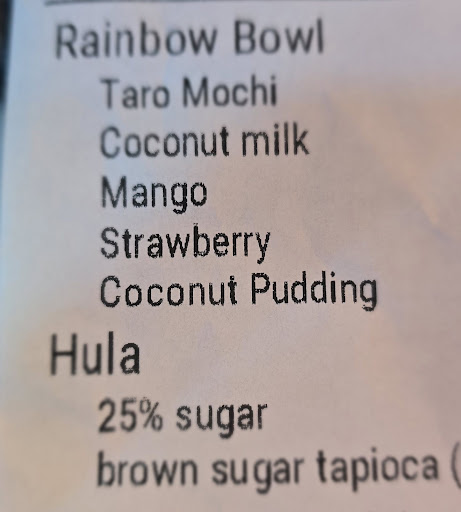 Rainbow Bowl
Taro Mochi
Coconut milk
Mango
Strawberry
Coconut Pudding
Hula
25% sugar
brown sugar tapioca (